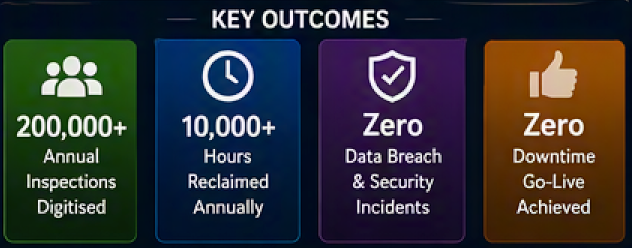 KEY OUTCOMES
200,000+
Annual
Inspections
Digitised
10,000+
Hours
Reclaimed
Annually
Zero
Data Breach
& Security
Incidents
Zero
Downtime
Go-Live
Achieved